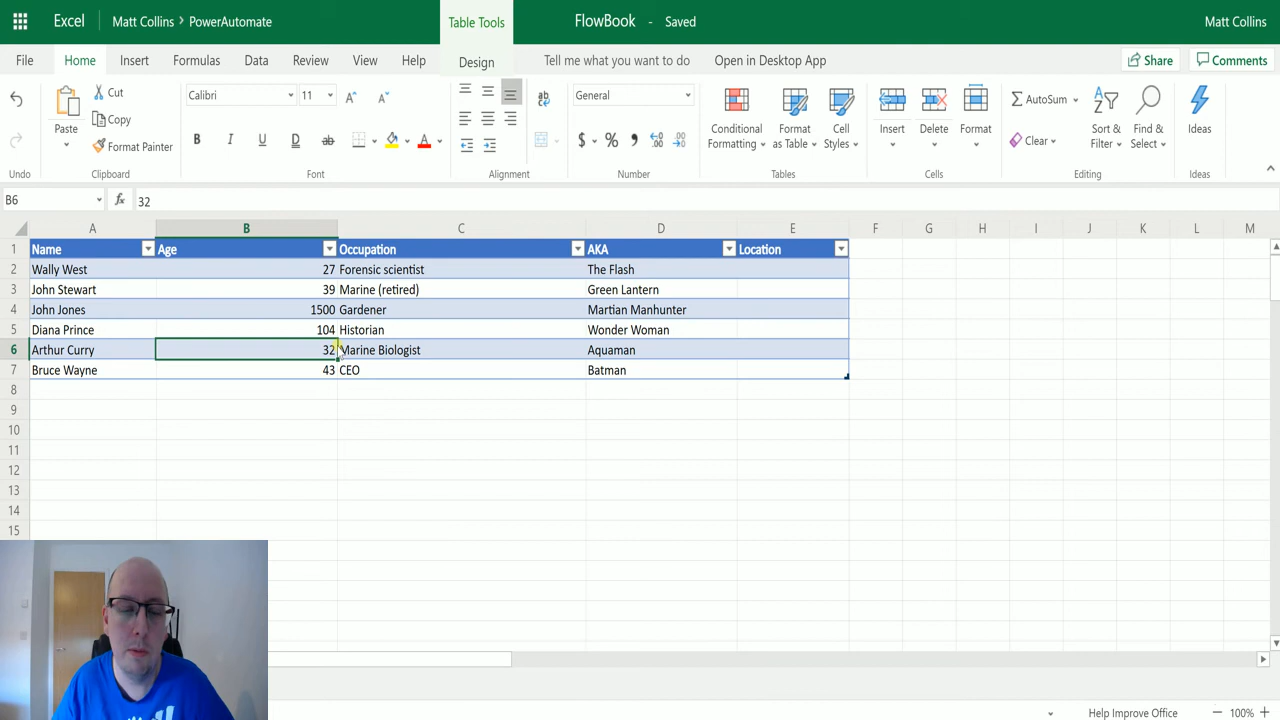 Excel Matt Collins > PowerAutomate Table Tools FlowBook - Saved Matt Collins
File Home Insert Formulas Data Review View Help Design Tell me what you want to do Open in Desktop App Share Comments
Cut Calibri 11 General AutoSum
Paste Copy Conditional Formatting Format as Table Cell Styles Insert Delete Format Sort & Filter Find & Select Ideas
Format Painter B I U D ab A $ % Clear
Undo Clipboard Font Alignment Number Tables Cells Editing Ideas
B6 fx 32
A B C D E F G H I J K L M
1 Name Age Occupation AKA Location
2 Wally West 27 Forensic scientist The Flash
3 John Stewart 39 Marine (retired) Green Lantern
4 John Jones 1500 Gardener Martian Manhunter
5 Diana Prince 104 Historian Wonder Woman
6 Arthur Curry 32 Marine Biologist Aquaman
7 Bruce Wayne 43 CEO Batman
8
9
10
11
12
13
14
15
Help Improve Office - 100% +